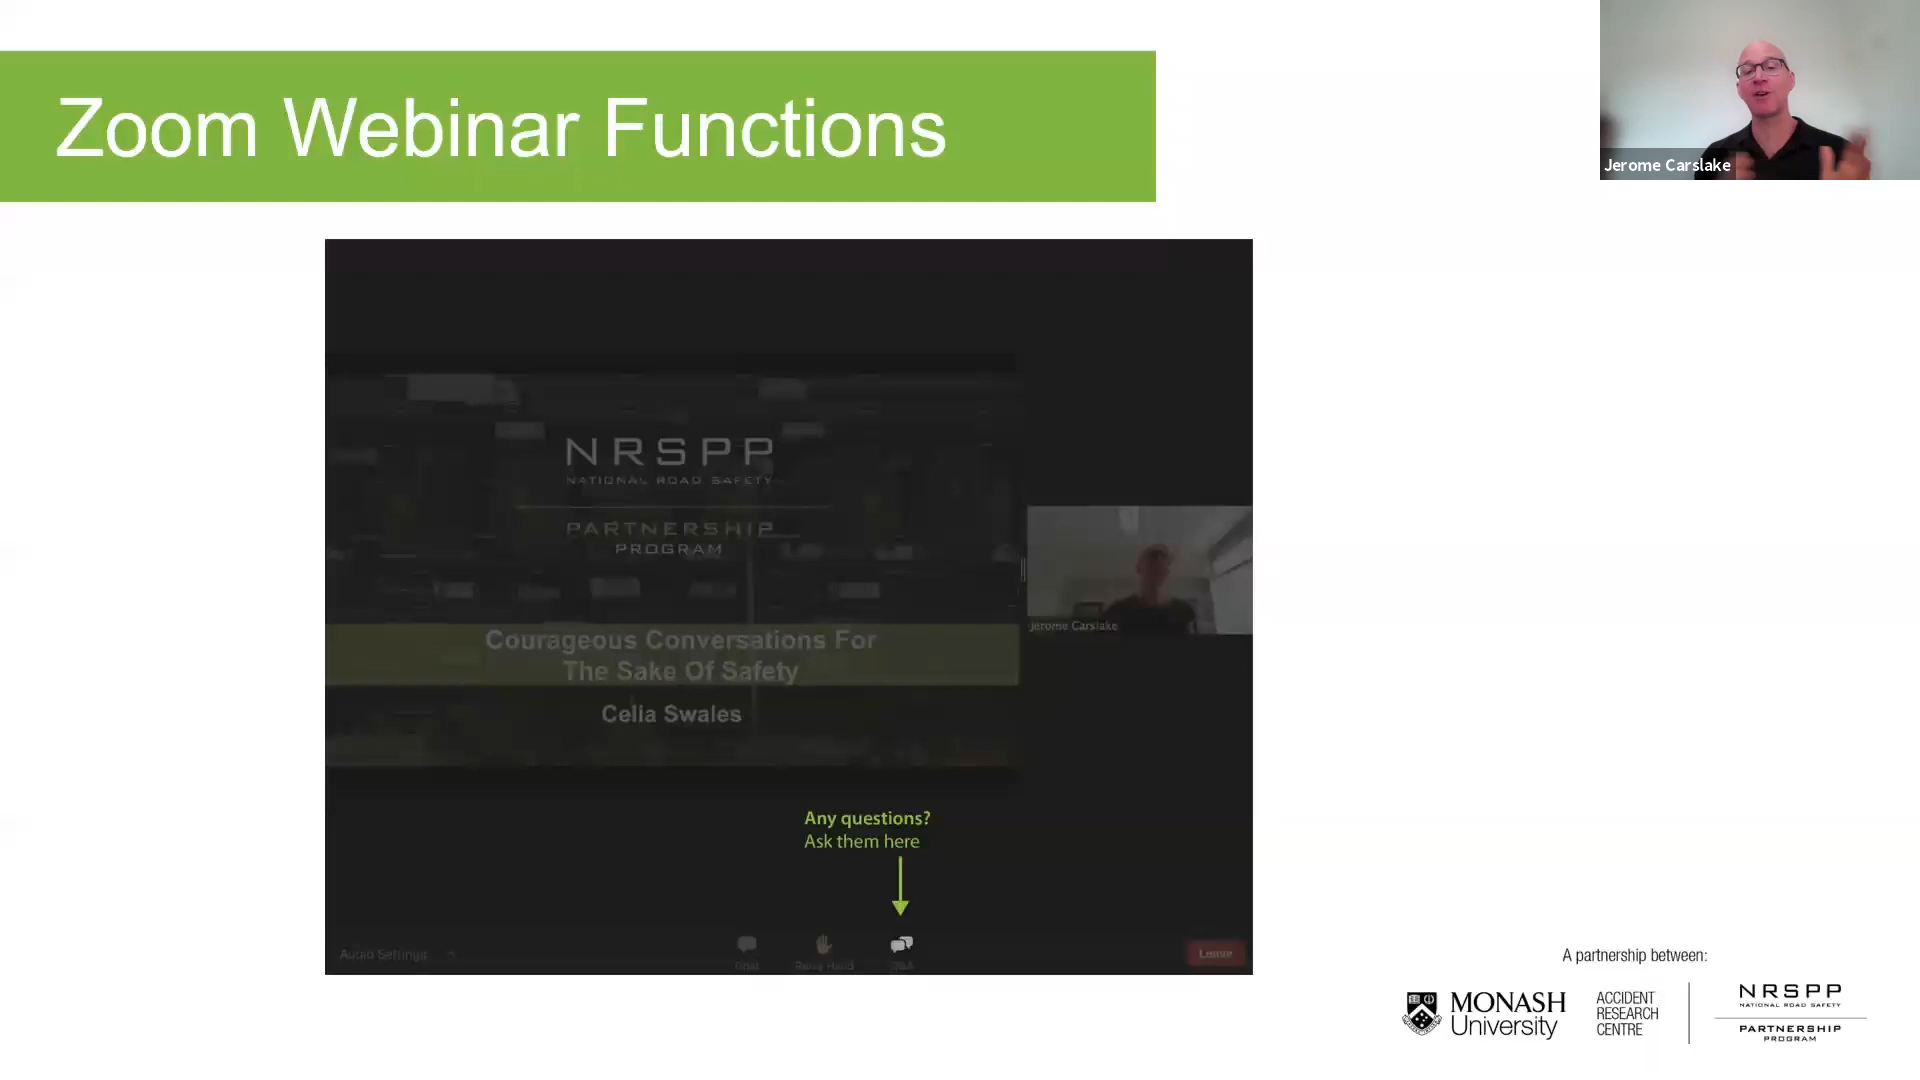 Zoom Webinar Functions
Jerome Carslake
NRSPP
NATIONAL ROAD SAFETY
PARTNERSHIP
PROGRAM
Courageous Conversations For
The Sake Of Safety
Celia Swales
Jerome Carslake
Any questions?
Ask them here
Audio Settings
Chat
Raise Hand
Q&A
Leave
A partnership between:
MONASH
University
ACCIDENT
RESEARCH
CENTRE
NRSPP
NATIONAL ROAD SAFETY
PARTNERSHIP
PROGRAM